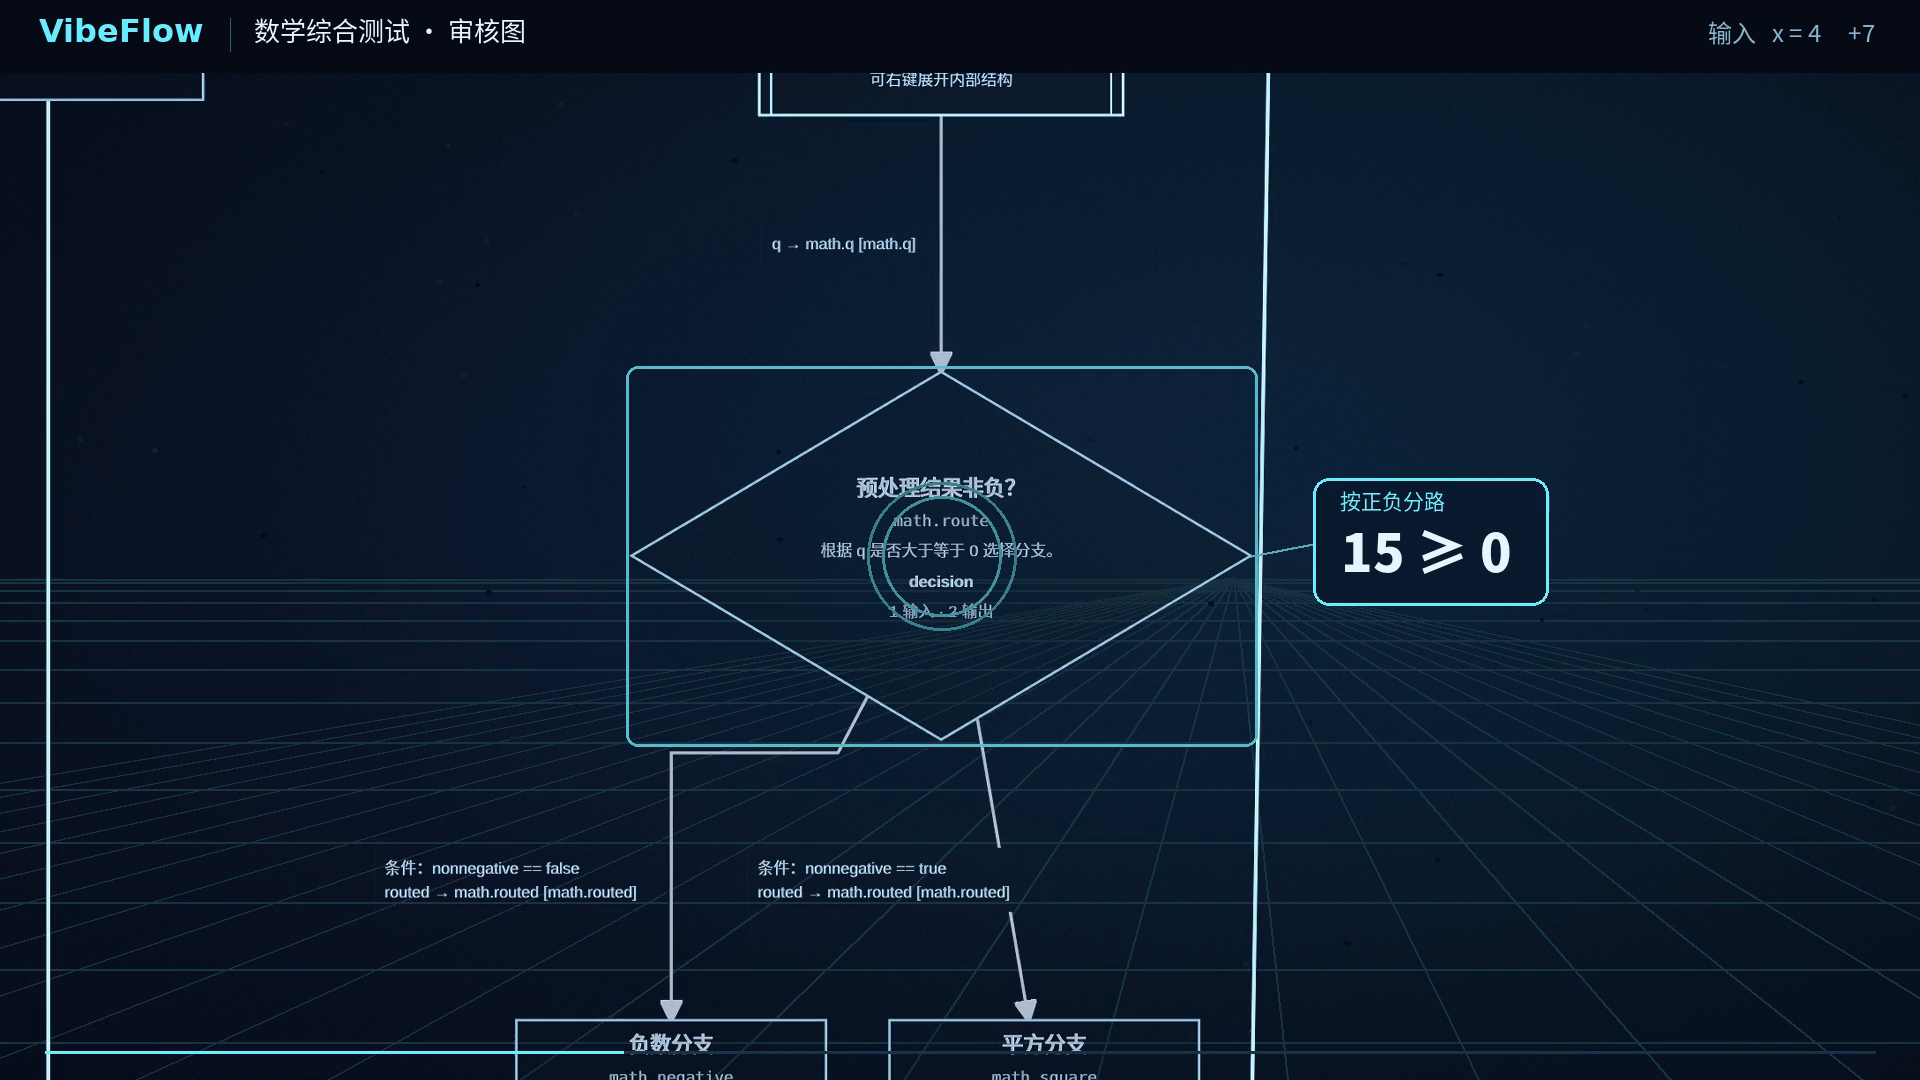 VibeFlow
数学综合测试 · 审核图
输入 x = 4 +7
可右键展开内部结构
q → math.q [math.q]
预处理结果非负?
math.route
根据 q 是否大于等于 0 选择分支。
decision
1 输入 · 2 输出
按正负分路
15 ⩾ 0
条件：nonnegative == false
routed → math.routed [math.routed]
条件：nonnegative == true
routed → math.routed [math.routed]
负数分支
math.negative
平方分支
math.square